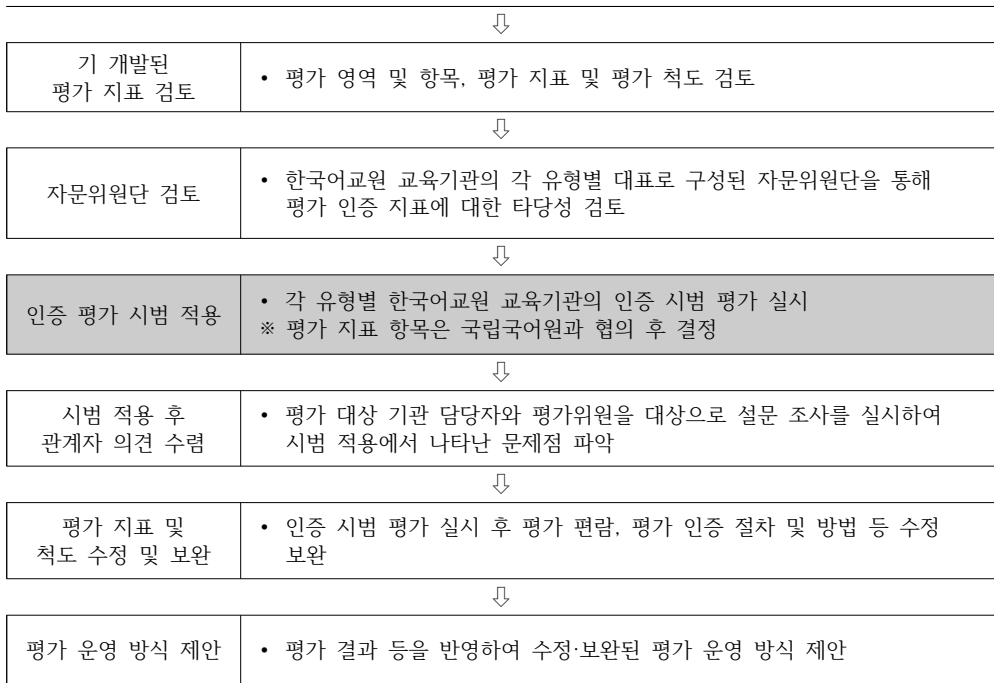 ⇩
기 개발된
평가 지표 검토
• 평가 영역 및 항목, 평가 지표 및 평가 척도 검토
⇩
자문위원단 검토
• 한국어교원 교육기관의 각 유형별 대표로 구성된 자문위원단을 통해
평가 인증 지표에 대한 타당성 검토
⇩
인증 평가 시범 적용
• 각 유형별 한국어교원 교육기관의 인증 시범 평가 실시
※ 평가 지표 항목은 국립국어원과 협의 후 결정
⇩
시범 적용 후
관계자 의견 수렴
• 평가 대상 기관 담당자와 평가위원을 대상으로 설문 조사를 실시하여
시범 적용에서 나타난 문제점 파악
⇩
평가 지표 및
척도 수정 및 보완
• 인증 시범 평가 실시 후 평가 편람, 평가 인증 절차 및 방법 등 수정
보완
⇩
평가 운영 방식 제안
• 평가 결과 등을 반영하여 수정·보완된 평가 운영 방식 제안